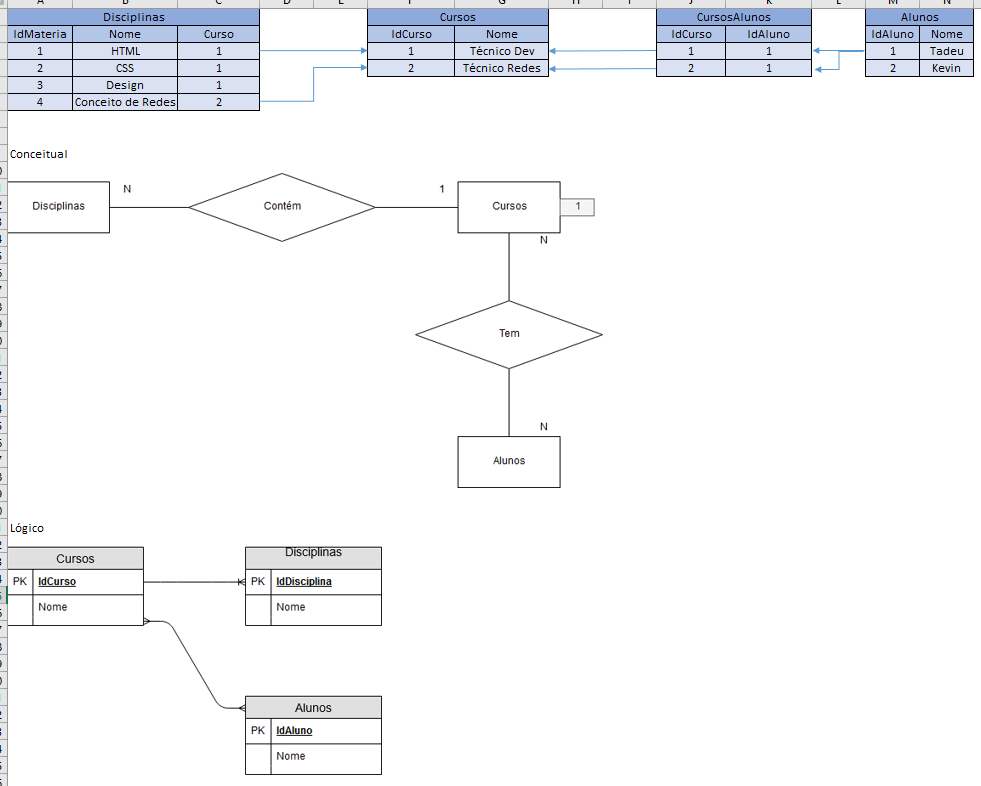 Disciplinas Cursos CursosAlunos Alunos
IdMateria Nome Curso IdCurso Nome IdCurso IdAluno IdAluno Nome
1 HTML 1 1 Técnico Dev 1 1 1 Tadeu
2 CSS 1 2 Técnico Redes 2 1 2 Kevin
3 Design 1
4 Conceito de Redes 2
Conceitual
N 1
Disciplinas Contém Cursos 1
N
Tem
N
Alunos
Lógico
Cursos Disciplinas
PK IdCurso PK IdDisciplina
Nome Nome
Alunos
PK IdAluno
Nome